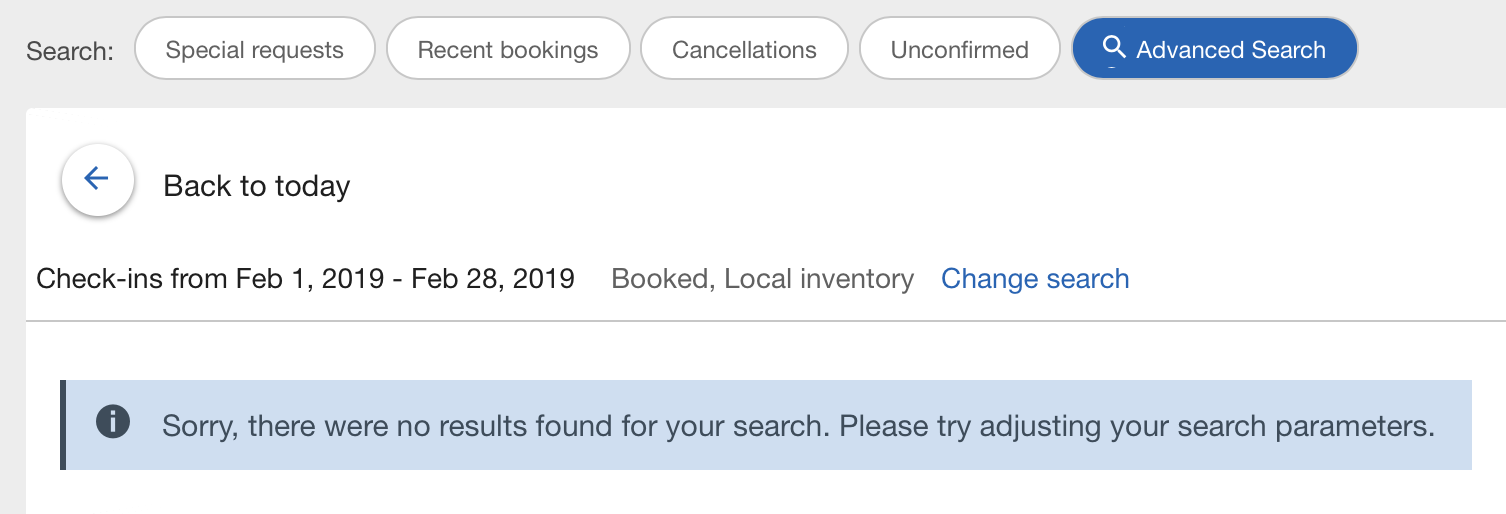 Search: Special requests Recent bookings Cancellations Unconfirmed Advanced Search
Back to today
Check-ins from Feb 1, 2019 - Feb 28, 2019 Booked, Local inventory Change search
Sorry, there were no results found for your search. Please try adjusting your search parameters.